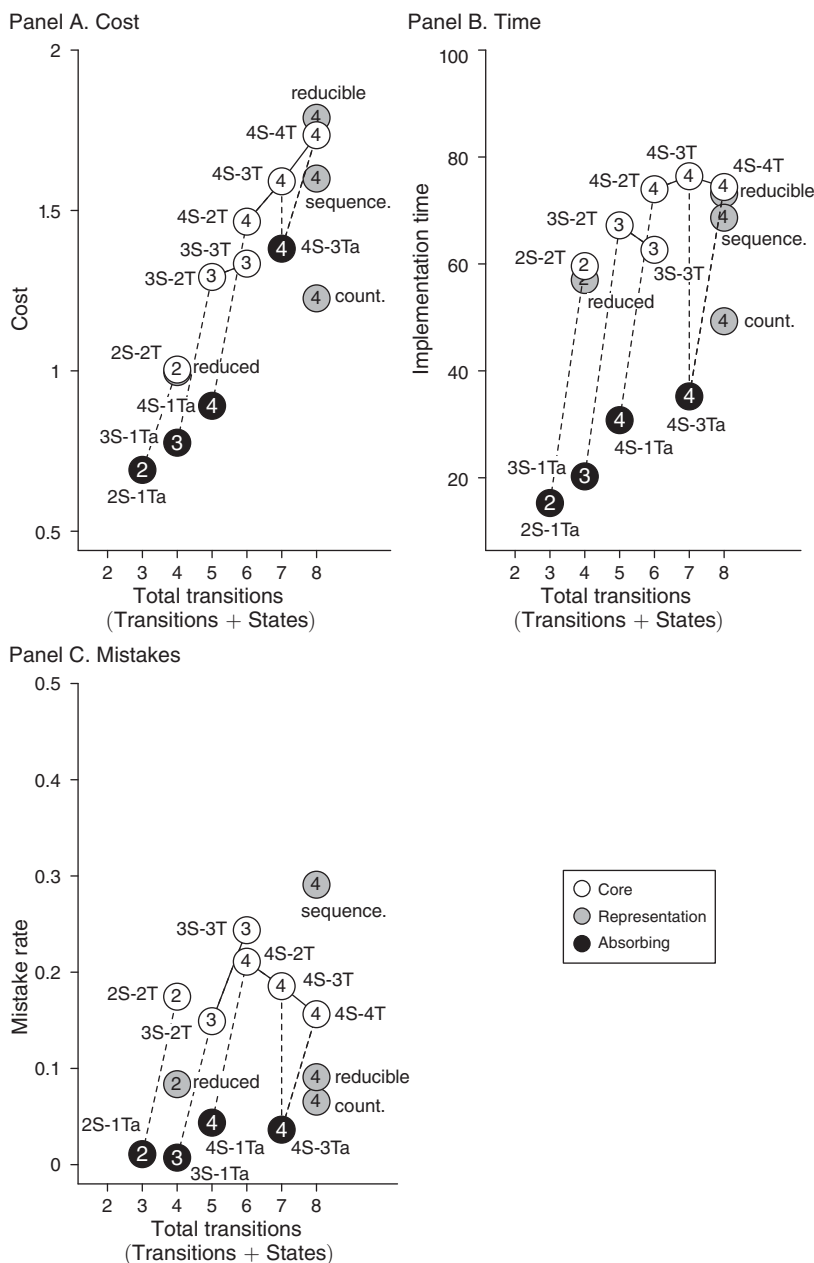 Panel A. Cost
2
reducible
4
4S-4T
4
4S-3T
4
4
1.5
sequence.
4S-2T
4
3S-3T
4
4S-3Ta
3
3S-2T
3
4
count.
Cost
2S-2T
1
2
reduced
4S-1Ta
4
3S-1Ta
3
2
2S-1Ta
0.5
2 3 4 5 6 7 8
Total transitions
(Transitions + States)
Panel B. Time
100
80
4S-3T
4S-4T
4
4S-2T
4
4
reducible
3S-2T
4
3
sequence.
2S-2T
3
3S-3T
60
2
2
reduced
4
count.
Implementation time
40
4
4S-3Ta
4
4S-1Ta
3S-1Ta
20
3
2
2S-1Ta
2 3 4 5 6 7 8
Total transitions
(Transitions + States)
Panel C. Mistakes
0.5
0.4
0.3
4
sequence.
3S-3T
3
4S-2T
4
0.2
4S-3T
4
2S-2T
2
4S-4T
4
3S-2T
3
Mistake rate
0.1
2
reduced
4
reducible
4
count.
4
4S-1Ta
4
4S-3Ta
2S-1Ta
2
3
3S-1Ta
0
2 3 4 5 6 7 8
Total transitions
(Transitions + States)
Core
Representation
Absorbing